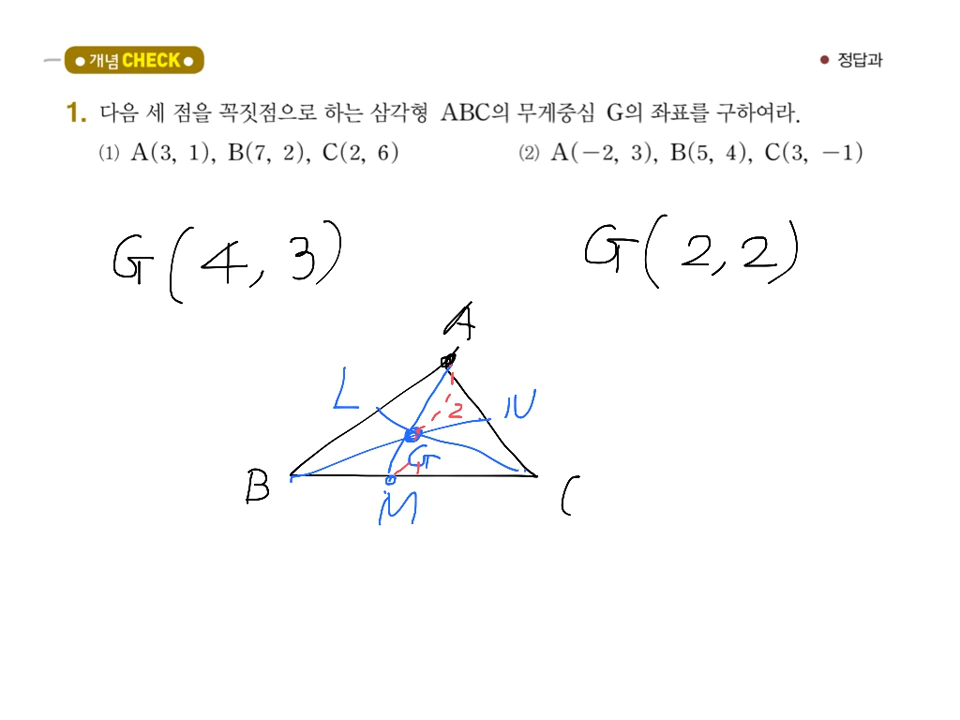 개념 CHECK
정답과
1. 다음 세 점을 꼭짓점으로 하는 삼각형 ABC의 무게중심 G의 좌표를 구하여라.
⑴ A(3, 1), B(7, 2), C(2, 6)
⑵ A(-2, 3), B(5, 4), C(3, -1)
G(4, 3)
G(2, 2)
A
L
2
N
G
1
B
M
C